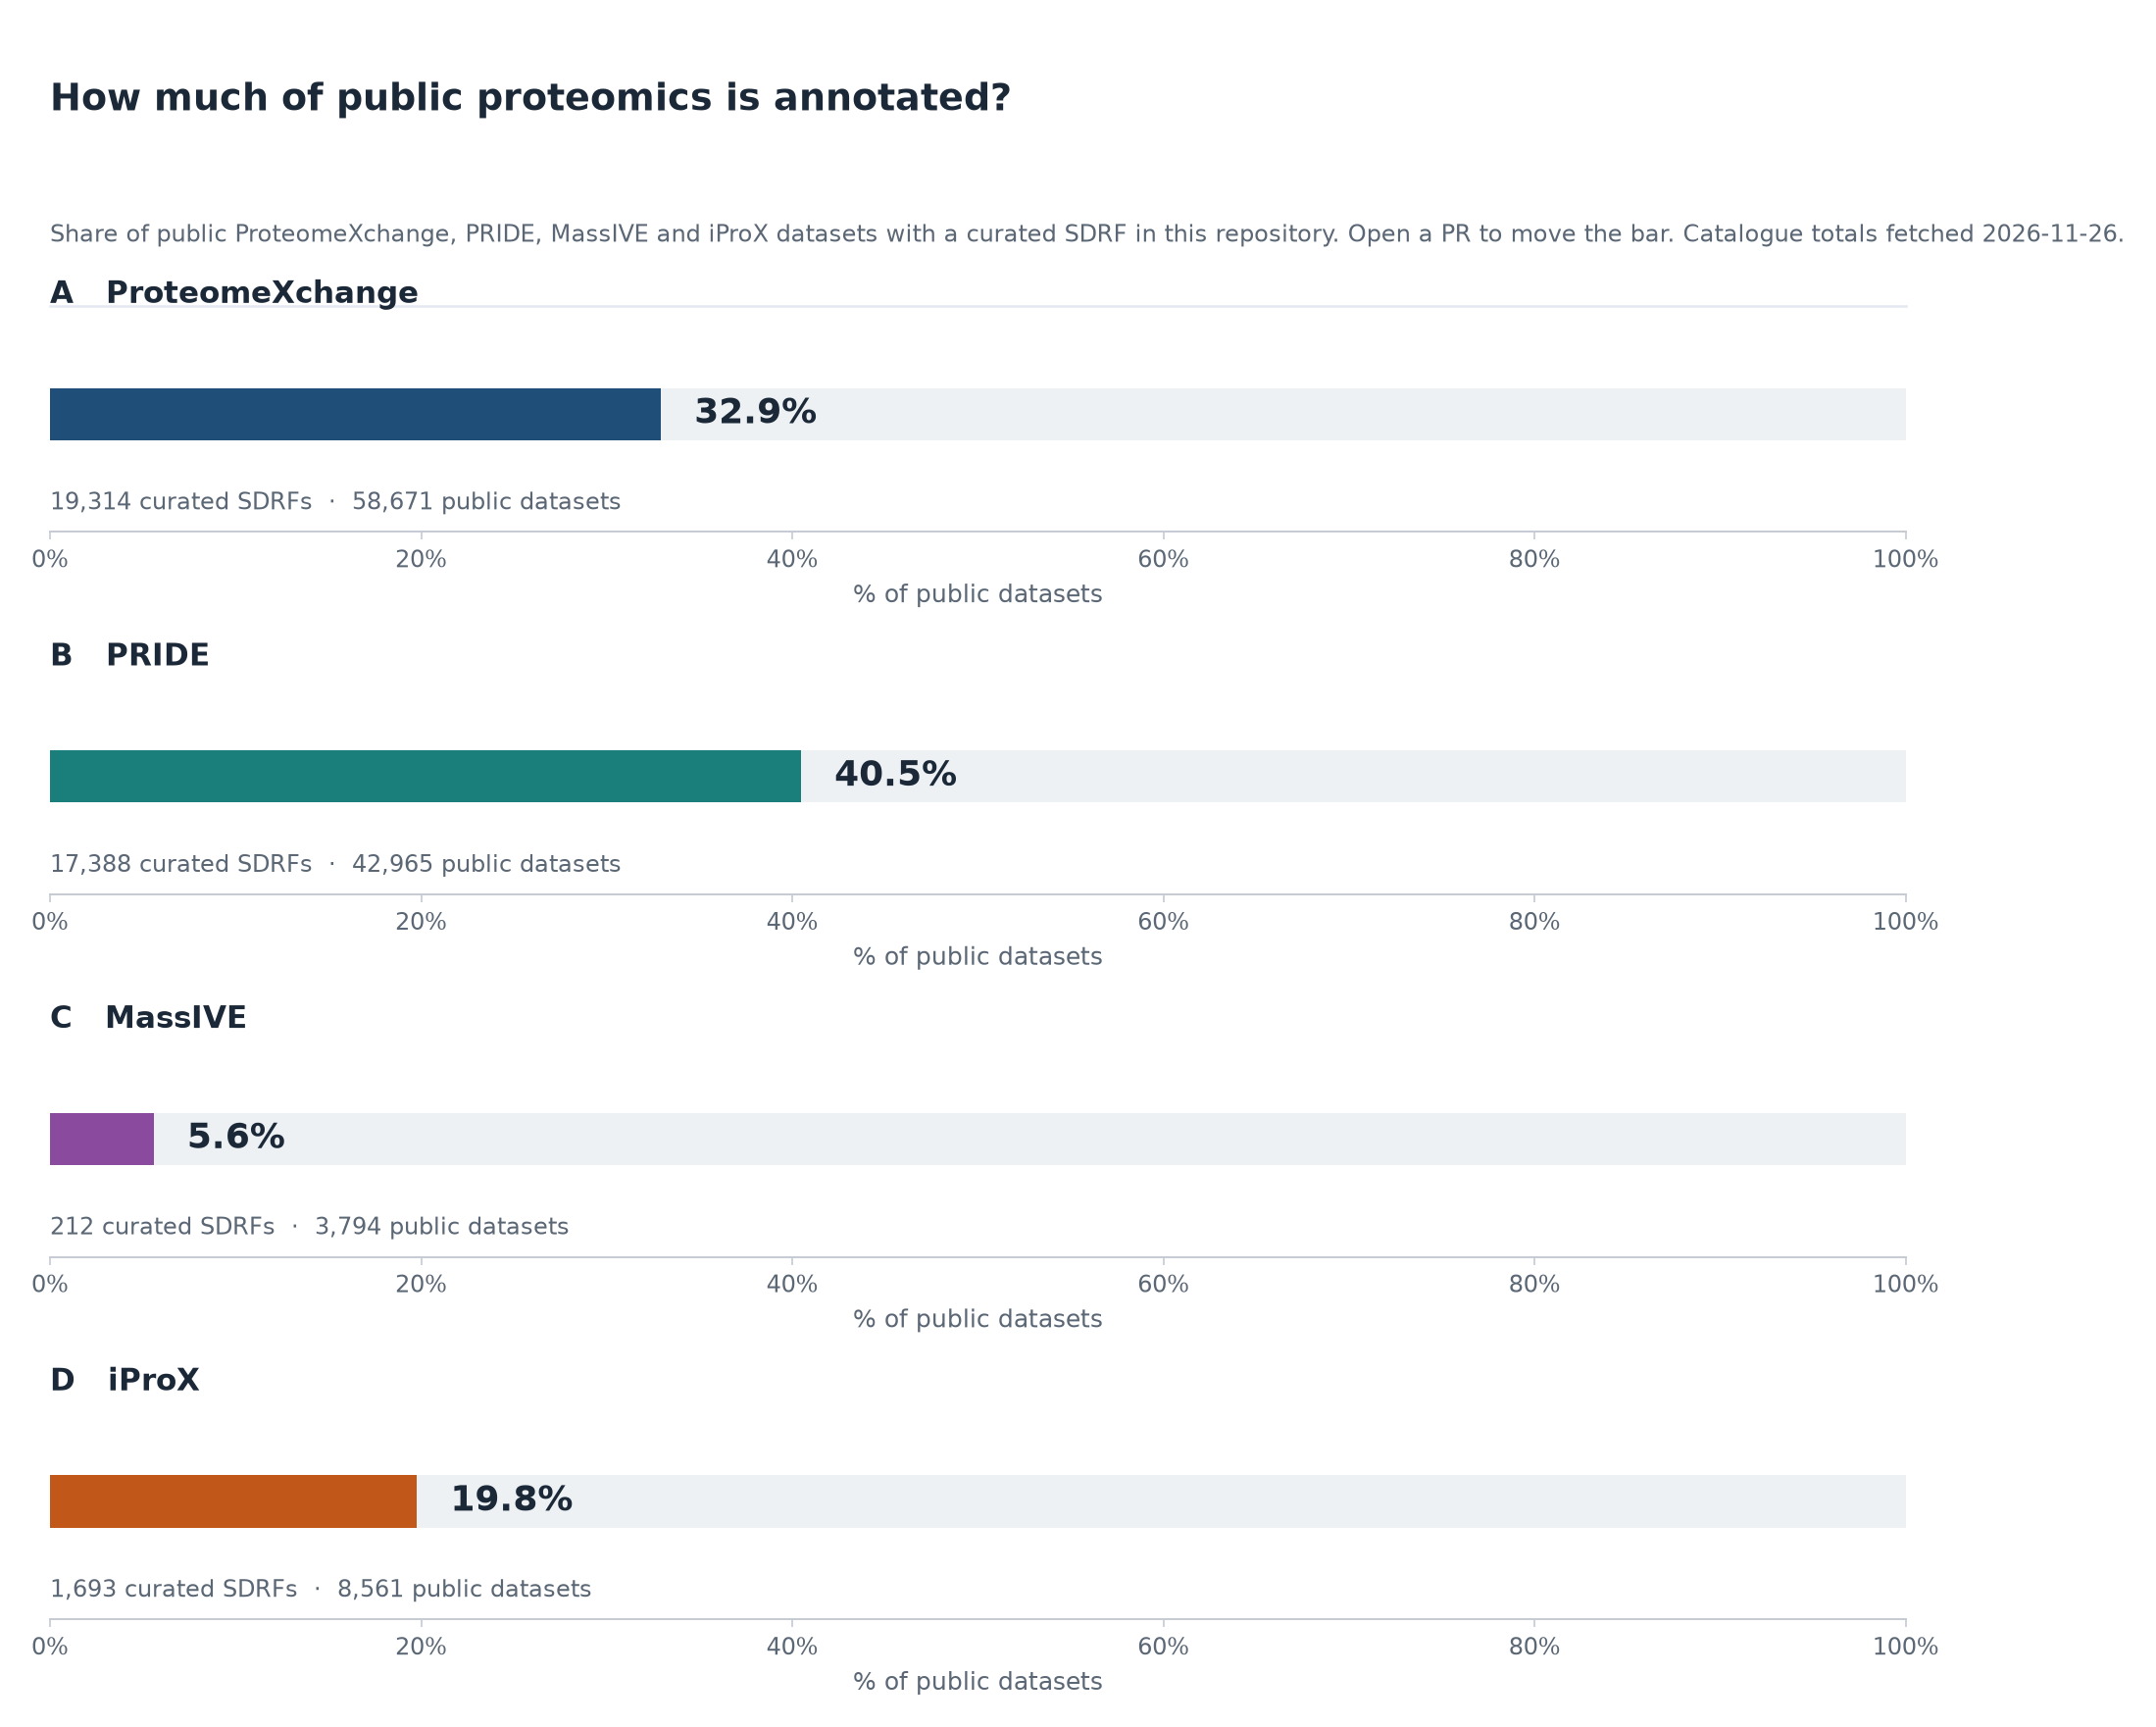 How much of public proteomics is annotated?
Share of public ProteomeXchange, PRIDE, MassIVE and iProX datasets with a curated SDRF in this repository. Open a PR to move the bar. Catalogue totals fetched 2026-11-26.
A ProteomeXchange
32.9%
19,314 curated SDRFs · 58,671 public datasets
0% 20% 40% 60% 80% 100%
% of public datasets
B PRIDE
40.5%
17,388 curated SDRFs · 42,965 public datasets
0% 20% 40% 60% 80% 100%
% of public datasets
C MassIVE
5.6%
212 curated SDRFs · 3,794 public datasets
0% 20% 40% 60% 80% 100%
% of public datasets
D iProX
19.8%
1,693 curated SDRFs · 8,561 public datasets
0% 20% 40% 60% 80% 100%
% of public datasets